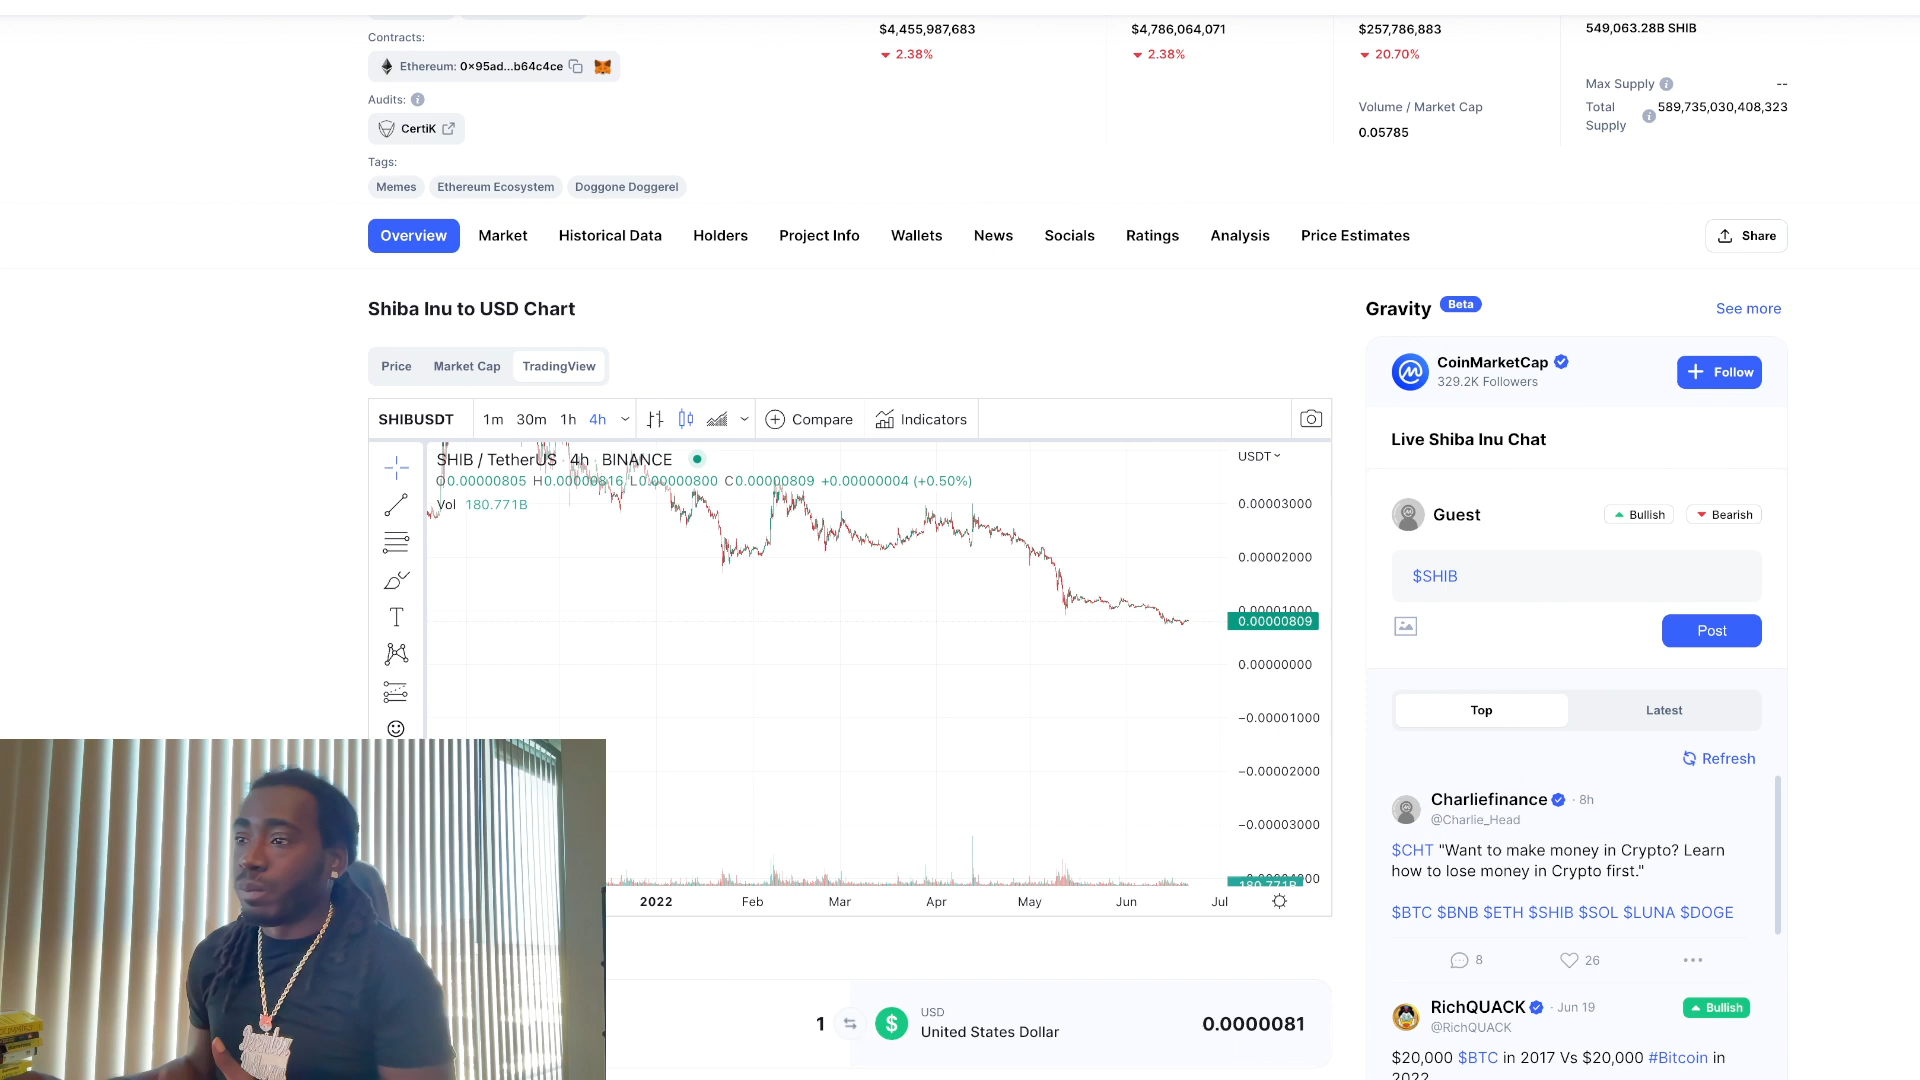 $4,455,987,683
2.38%
$4,786,064,071
2.38%
$257,786,883
20.70%
Volume / Market Cap
0.05785
549,063.28B SHIB
Max Supply --
Total Supply 589,735,030,408,323
Contracts:
Ethereum: 0x95ad...b64c4ce
Audits:
CertiK
Tags:
Memes Ethereum Ecosystem Doggone Doggerel
Overview Market Historical Data Holders Project Info Wallets News Socials Ratings Analysis Price Estimates Share
Shiba Inu to USD Chart
Price Market Cap TradingView
SHIBUSDT 1m 30m 1h 4h Compare Indicators
SHIB / TetherUS 4h BINANCE
O0.00000805 H0.00000816 L0.00000800 C0.00000809 +0.00000004 (+0.50%)
Vol 180.771B
USDT
0.00003000
0.00002000
0.00001000
0.00000809
0.00000000
−0.00001000
−0.00002000
−0.00003000
180.771B
2022 Feb Mar Apr May Jun Jul
1
USD
United States Dollar
0.0000081
Gravity Beta See more
CoinMarketCap
329.2K Followers
Follow
Live Shiba Inu Chat
Guest Bullish Bearish
$SHIB
Post
Top Latest
Refresh
Charliefinance · 8h
@Charlie_Head
$CHT "Want to make money in Crypto? Learn
how to lose money in Crypto first."
$BTC $BNB $ETH $SHIB $SOL $LUNA $DOGE
8 26
RichQUACK · Jun 19 Bullish
@RichQUACK
$20,000 $BTC in 2017 Vs $20,000 #Bitcoin in
2022